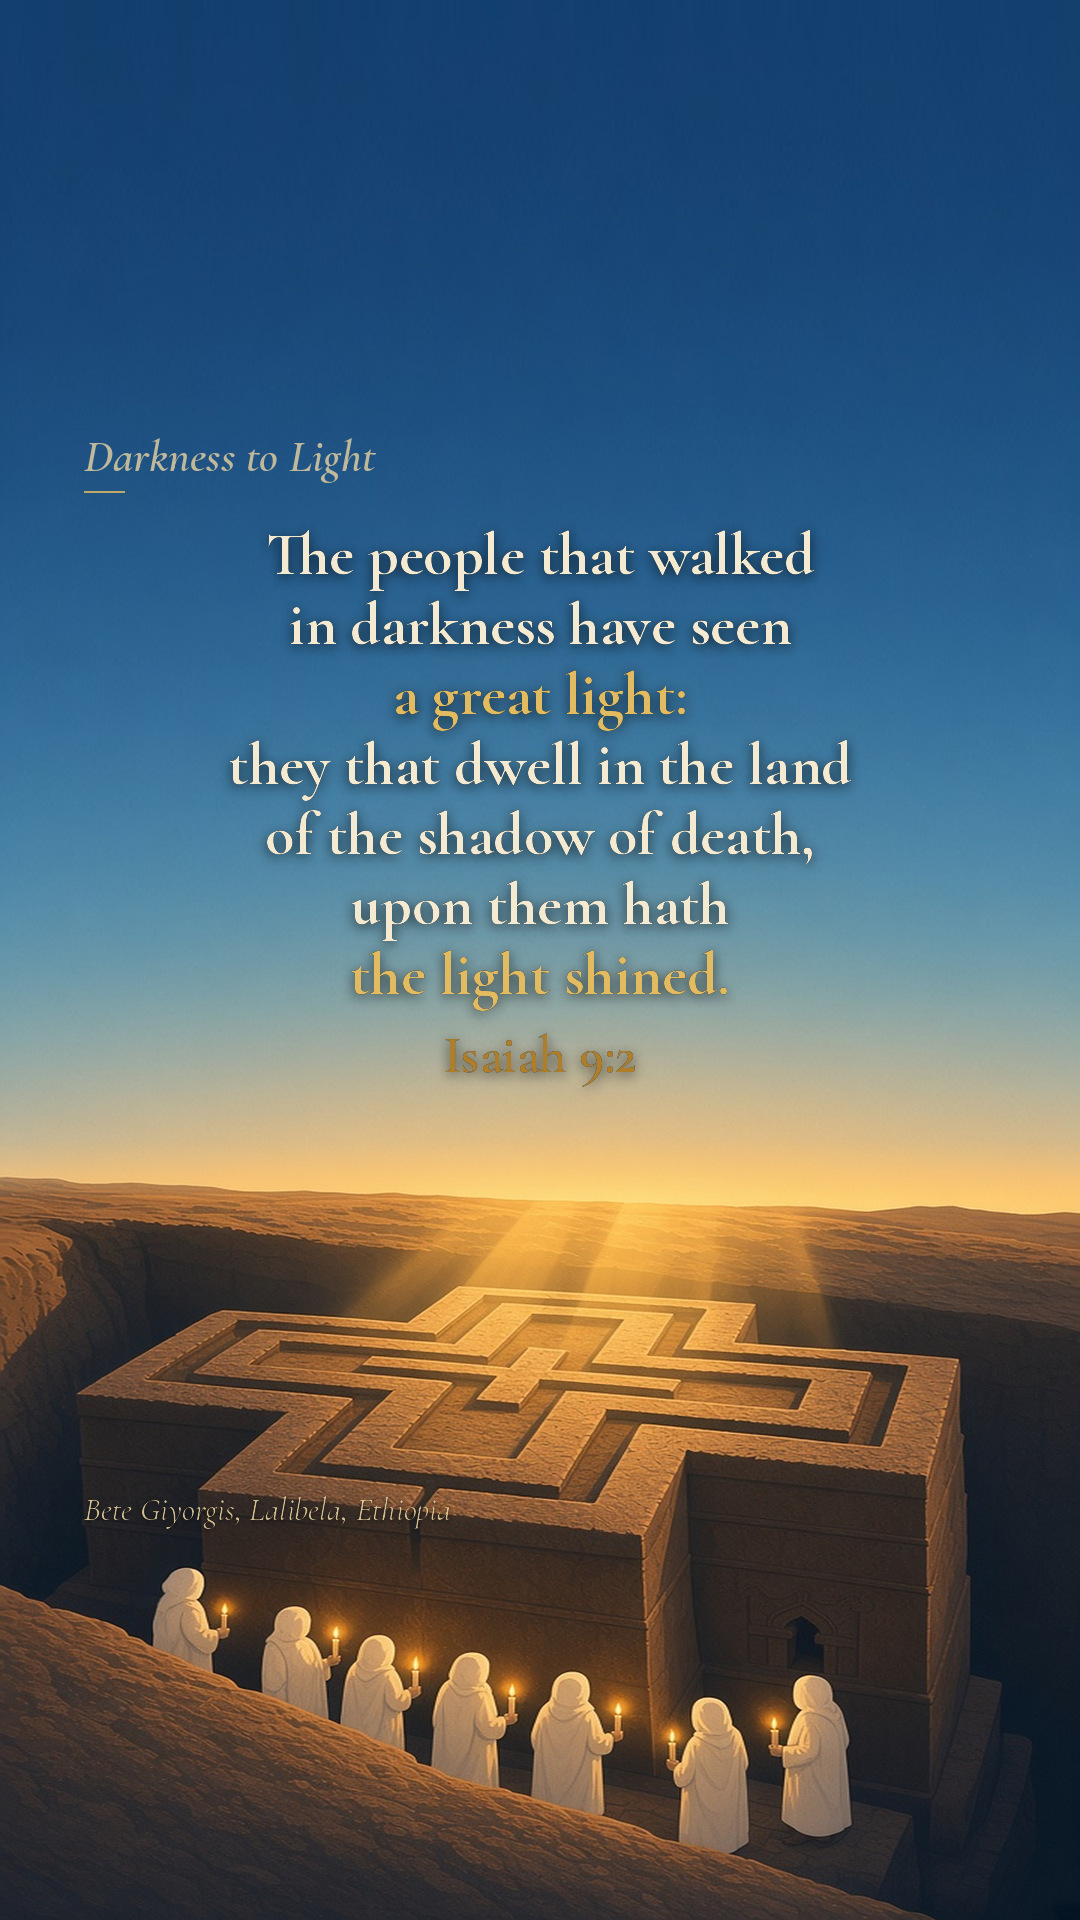 Darkness to Light
The people that walked
in darkness have seen
a great light:
they that dwell in the land
of the shadow of death,
upon them hath
the light shined.
Isaiah 9:2
Bete Giyorgis, Lalibela, Ethiopia